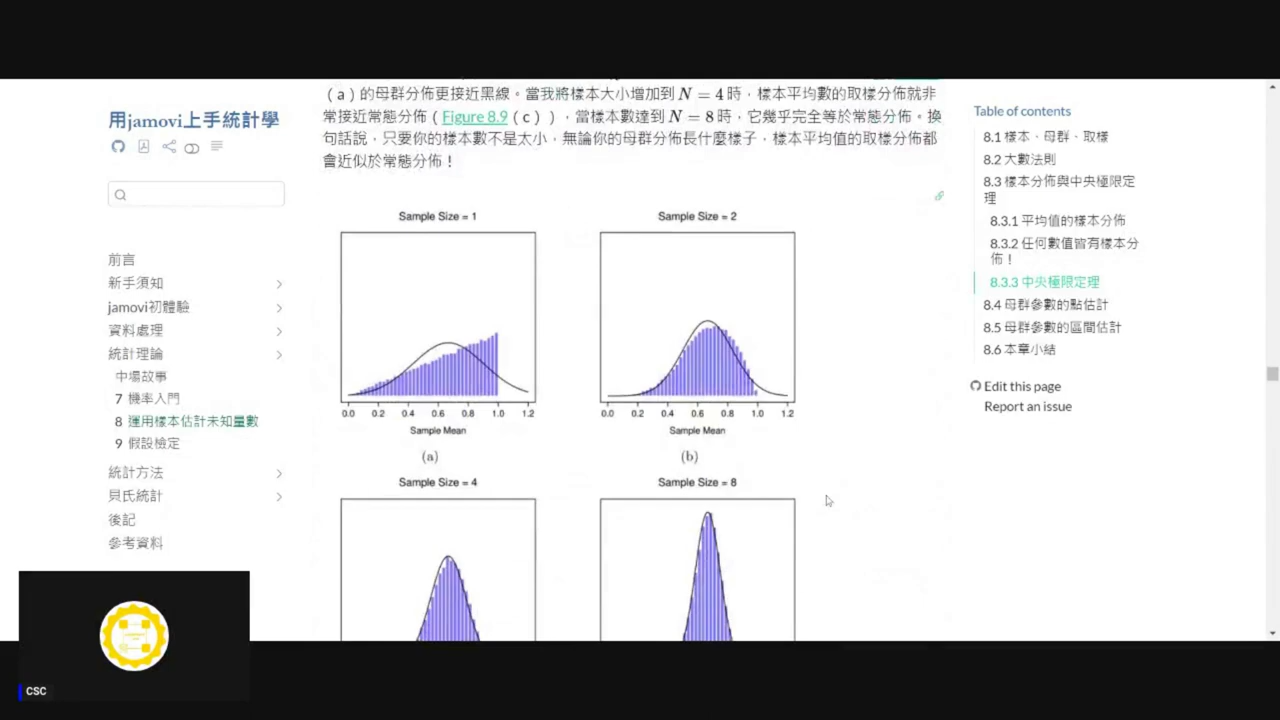 用jamovi上手統計學
前言
新手須知
jamovi初體驗
資料處理
統計理論
中場故事
7 機率入門
8 運用樣本估計未知量數
9 假設檢定
統計方法
貝氏統計
後記
參考資料
（a）的母群分佈更接近黑線。當我將樣本大小增加到 N = 4 時，樣本平均數的取樣分佈就非
常接近常態分佈（Figure 8.9（c）），當樣本數達到 N = 8 時，它幾乎完全等於常態分佈。換
句話說，只要你的樣本數不是太小，無論你的母群分佈長什麼樣子，樣本平均值的取樣分佈都
會近似於常態分佈！
Sample Size = 1
0.0 0.2 0.4 0.6 0.8 1.0 1.2
Sample Mean
(a)
Sample Size = 2
0.0 0.2 0.4 0.6 0.8 1.0 1.2
Sample Mean
(b)
Sample Size = 4
Sample Size = 8
Table of contents
8.1 樣本、母群、取樣
8.2 大數法則
8.3 樣本分佈與中央極限定
理
8.3.1 平均值的樣本分佈
8.3.2 任何數值皆有樣本分
佈！
8.3.3 中央極限定理
8.4 母群參數的點估計
8.5 母群參數的區間估計
8.6 本章小結
Edit this page
Report an issue
CSC